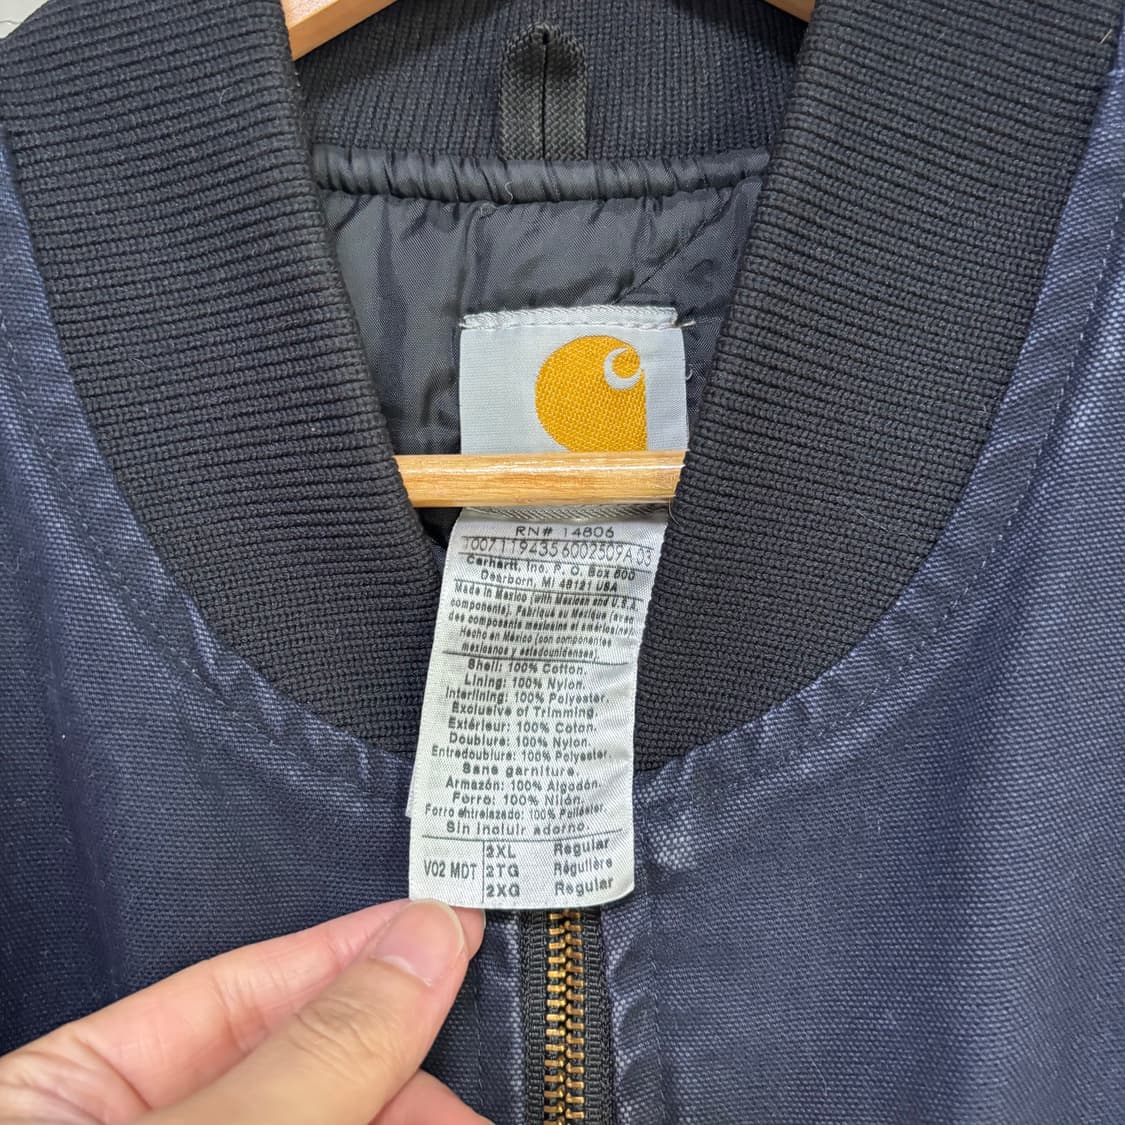 RN# 14806
10071194356002509A 03
Carhartt, Inc. P. O. Box 600
Dearborn, MI 48121 USA
Made in Mexico (with Mexican and U.S.A
components). Fabriqué au Mexique (avec
des composants mexicains et américains).
Hecho en México (con componentes
mexicanos y estadounidenses).
Shell: 100% Cotton.
Lining: 100% Nylon.
Interlining: 100% Polyester.
Exclusive of Trimming.
Extérieur: 100% Coton.
Doublure: 100% Nylon.
Entredoublure: 100% Polyester.
Sans garniture.
Armazón: 100% Algodón.
Forro: 100% Nilón.
Forro entrelazado: 100% Poliéster.
Sin incluir adorno.
V02 MDT
2XL Regular
2TG Régulière
2XG Regular